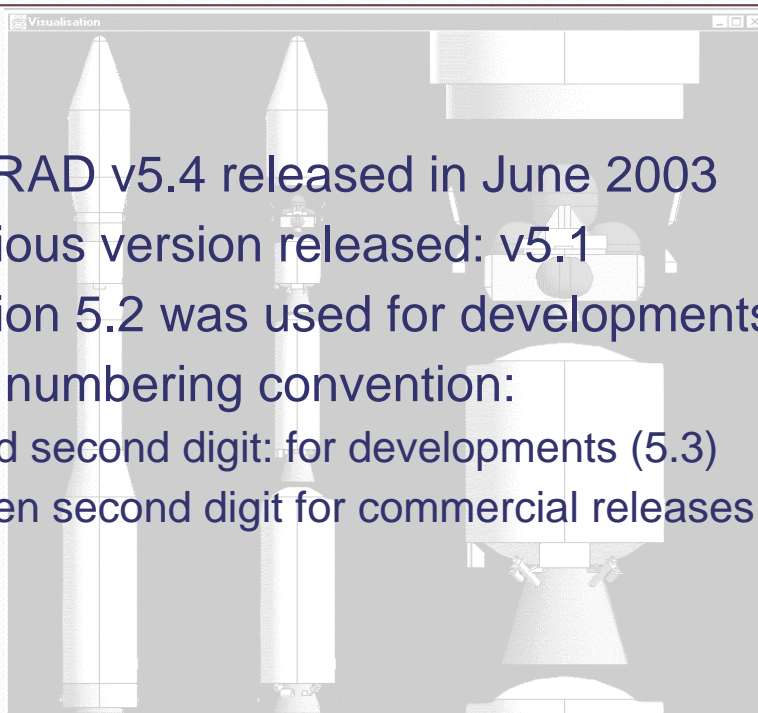 Visualisation
RAD v5.4 released in June 2003
ious version released: v5.1
ion 5.2 was used for developments
numbering convention:
d second digit: for developments (5.3)
en second digit for commercial releases